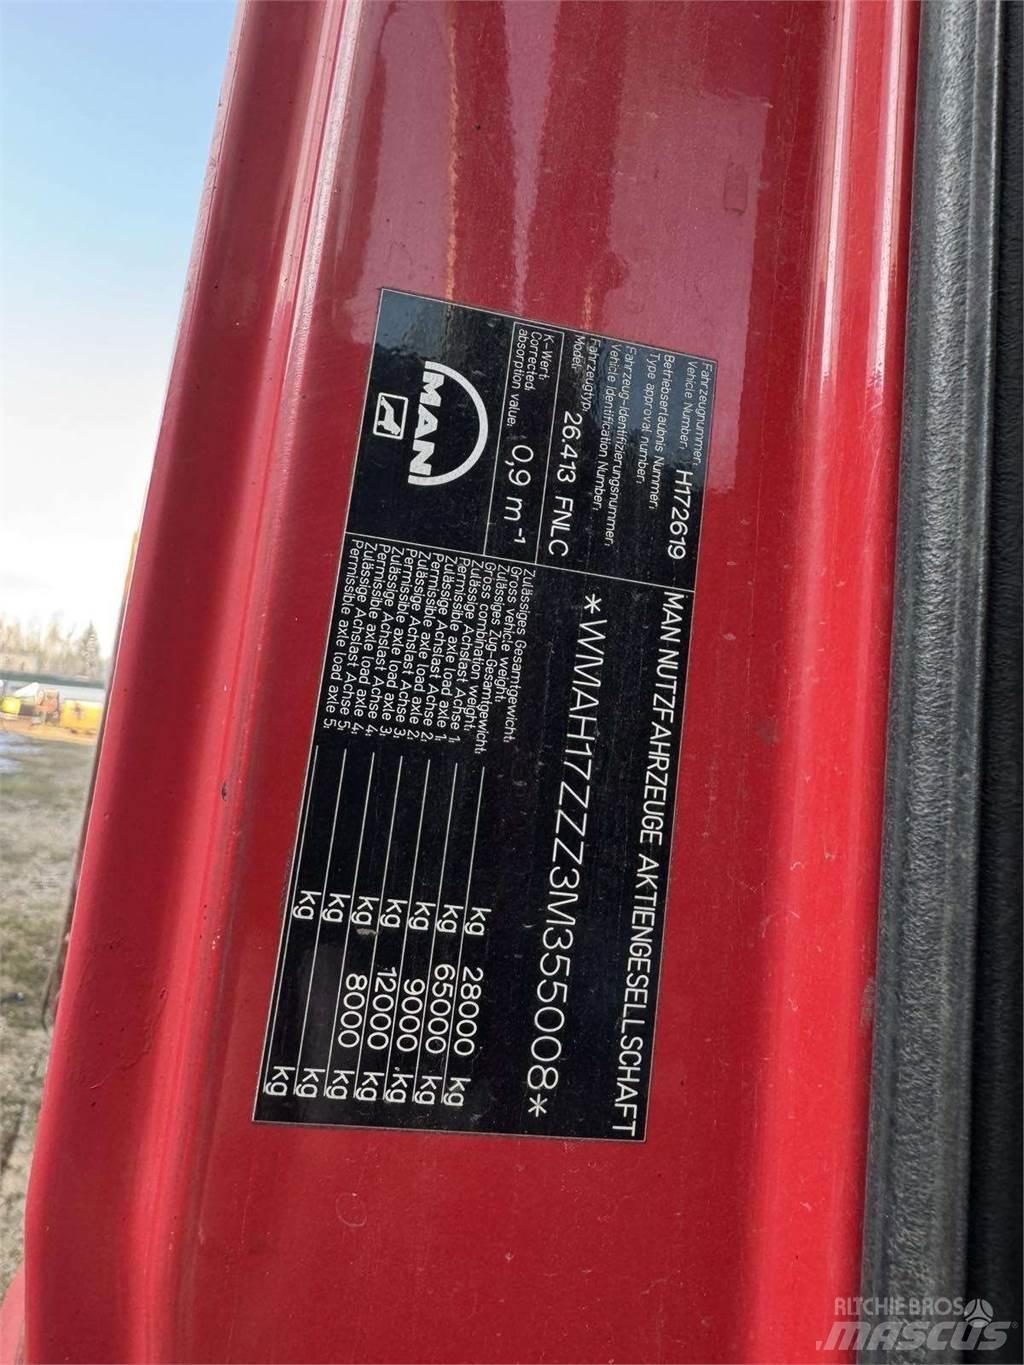 MAN NUTZFAHRZEUGE AKTIENGESELLSCHAFT
Fahrzeugnummer,
Vehicle Number, H172619
Betriebserlaubnis Nummer,
Type approval number,
Fahrzeug-Identifizierungsnummer,
Vehicle Identification Number,
*WMAH17ZZZ3M355008*
Fahrzeugtyp,
Model, 26.413 FNLC
K-Wert,
Corrected
absorption value, 0,9 m⁻¹
MAN
Zulässiges Gesamtgewicht,
Gross vehicle weight, kg 28000 kg
Zulässiges Zug-gesamtgewicht,
Gross combination weight, kg 65000 kg
Zulässige Achslast Achse 1,
Permissible axle load axle 1, kg 9000 kg
Zulässige Achslast Achse 2,
Permissible axle load axle 2, kg 12000 kg
Zulässige Achslast Achse 3,
Permissible axle load axle 3, kg 8000 kg
Zulässige Achslast Achse 4,
Permissible axle load axle 4, kg kg
Zulässige Achslast Achse 5,
Permissible axle load axle 5, kg kg
RITCHIE BROS
MASCUS